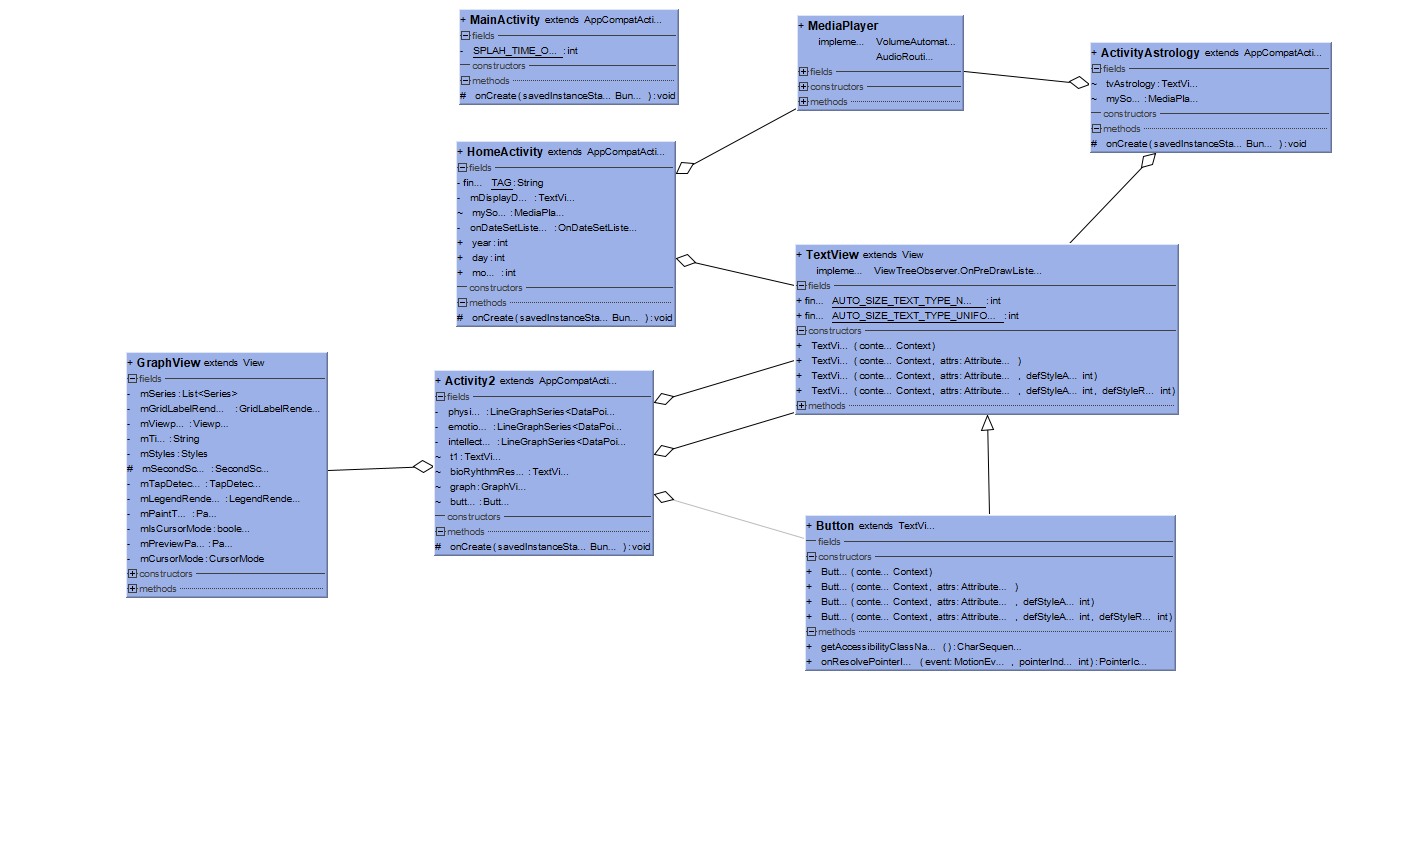 + MainActivity extends AppCompatActi...
fields
- SPLAH_TIME_O... : int
constructors
methods
# onCreate ( savedInstanceSta... Bun... ) : void
+ MediaPlayer
impleme... VolumeAutomat...
AudioRouti...
fields
constructors
methods
+ ActivityAstrology extends AppCompatActi...
fields
~ tvAstrology : TextVi...
~ mySo... : MediaPla...
constructors
methods
# onCreate ( savedInstanceSta... Bun... ) : void
+ HomeActivity extends AppCompatActi...
fields
- fin... TAG : String
- mDisplayD... : TextVi...
~ mySo... : MediaPla...
- onDateSetListe... : OnDateSetListe...
+ year : int
+ day : int
+ mo... : int
constructors
methods
# onCreate ( savedInstanceSta... Bun... ) : void
+ TextView extends View
impleme... ViewTreeObserver.OnPreDrawListe...
fields
+ fin... AUTO_SIZE_TEXT_TYPE_N... : int
+ fin... AUTO_SIZE_TEXT_TYPE_UNIFO... : int
constructors
+ TextVi... ( conte... Context )
+ TextVi... ( conte... Context , attrs: Attribute... )
+ TextVi... ( conte... Context , attrs: Attribute... , defStyleA... int )
+ TextVi... ( conte... Context , attrs: Attribute... , defStyleA... int , defStyleR... int )
methods
+ GraphView extends View
fields
- mSeries : List<Series>
- mGridLabelRend... : GridLabelRende...
- mViewp... : Viewp...
- mTi... : String
- mStyles : Styles
# mSecondSc... : SecondSc...
- mTapDetec... : TapDetec...
- mLegendRende... : LegendRende...
- mPaintT... : Pa...
- mIsCursorMode : boole...
- mPreviewPa... : Pa...
- mCursorMode : CursorMode
constructors
methods
+ Activity2 extends AppCompatActi...
fields
- physi... : LineGraphSeries<DataPoi...
- emotio... : LineGraphSeries<DataPoi...
- intellect... : LineGraphSeries<DataPoi...
~ t1 : TextVi...
~ bioRyhthmRes... : TextVi...
~ graph : GraphVi...
~ butt... : Butt...
constructors
methods
# onCreate ( savedInstanceSta... Bun... ) : void
+ Button extends TextVi...
fields
constructors
+ Butt... ( conte... Context )
+ Butt... ( conte... Context , attrs: Attribute... )
+ Butt... ( conte... Context , attrs: Attribute... , defStyleA... int )
+ Butt... ( conte... Context , attrs: Attribute... , defStyleA... int , defStyleR... int )
methods
+ getAccessibilityClassNa... ( ) : CharSequen...
+ onResolvePointerI... ( event: MotionEv... , pointerInd... int ) : PointerIc...